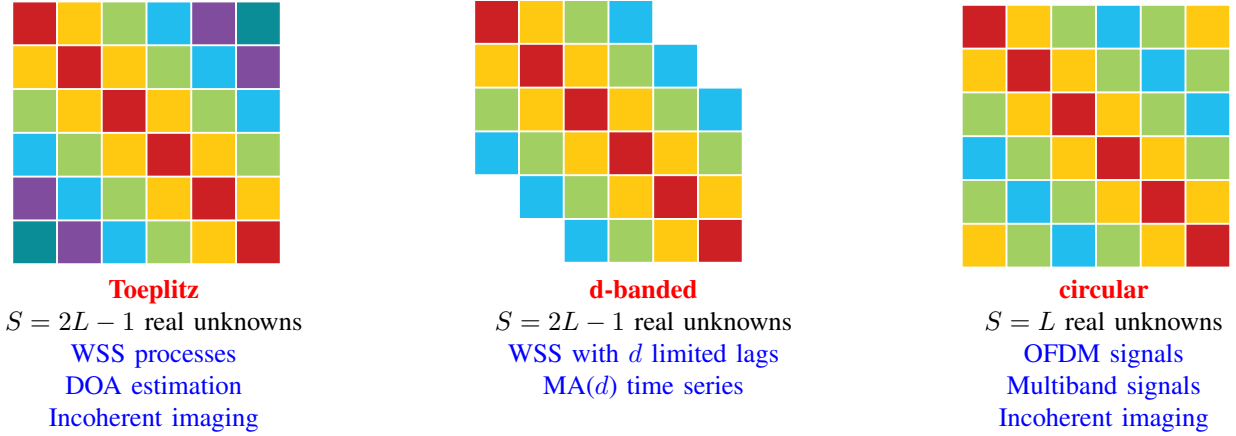 Toeplitz
S = 2L − 1 real unknowns
WSS processes
DOA estimation
Incoherent imaging
d-banded
S = 2L − 1 real unknowns
WSS with d limited lags
MA(d) time series
circular
S = L real unknowns
OFDM signals
Multiband signals
Incoherent imaging